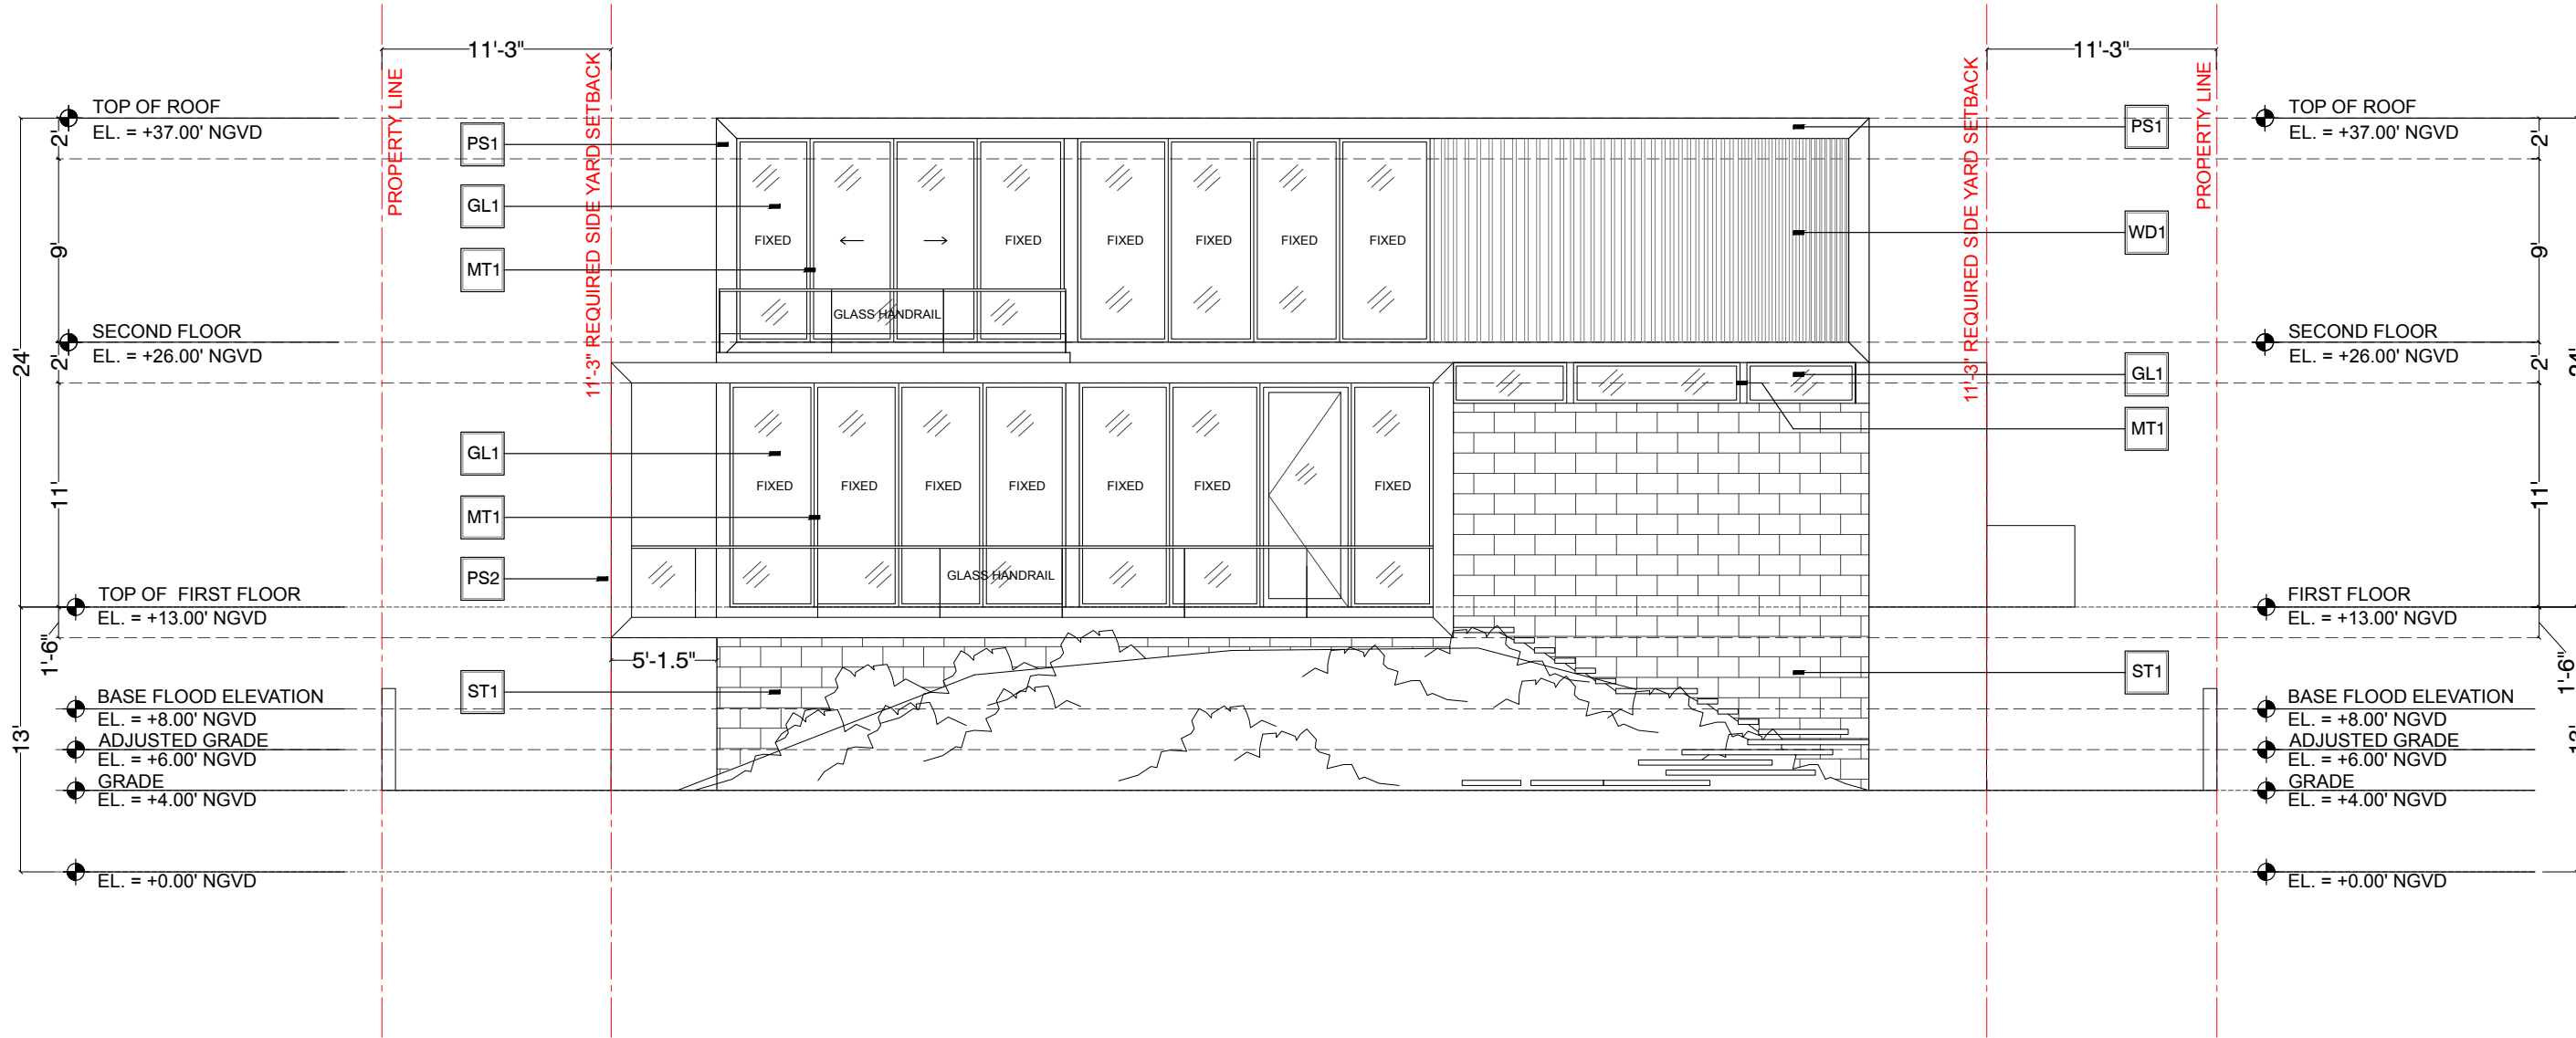 11'-3"
11'-3"
PROPERTY LINE
11'-3" REQUIRED SIDE YARD SETBACK
11'-3" REQUIRED SIDE YARD SETBACK
PROPERTY LINE
TOP OF ROOF
EL. = +37.00' NGVD
SECOND FLOOR
EL. = +26.00' NGVD
TOP OF FIRST FLOOR
EL. = +13.00' NGVD
BASE FLOOD ELEVATION
EL. = +8.00' NGVD
ADJUSTED GRADE
EL. = +6.00' NGVD
GRADE
EL. = +4.00' NGVD
EL. = +0.00' NGVD
2'
9'
2'
11'
1'-6"
24'
13'
PS1
GL1
MT1
GL1
MT1
PS2
ST1
FIXED
FIXED
FIXED
FIXED
FIXED
FIXED
GLASS HANDRAIL
FIXED
FIXED
FIXED
FIXED
FIXED
FIXED
FIXED
GLASS HANDRAIL
5'-1.5"
PS1
WD1
GL1
MT1
ST1
TOP OF ROOF
EL. = +37.00' NGVD
SECOND FLOOR
EL. = +26.00' NGVD
FIRST FLOOR
EL. = +13.00' NGVD
BASE FLOOD ELEVATION
EL. = +8.00' NGVD
ADJUSTED GRADE
EL. = +6.00' NGVD
GRADE
EL. = +4.00' NGVD
EL. = +0.00' NGVD
2'
9'
2'
11'
1'-6"